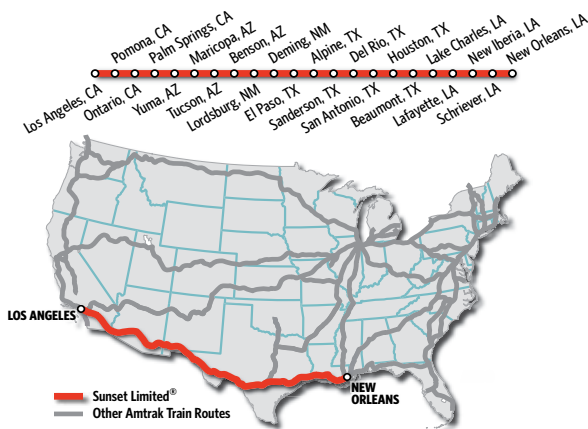 Pomona, CA
Palm Springs, CA
Maricopa, AZ
Benson, AZ
Deming, NM
Alpine, TX
Del Rio, TX
Houston, TX
Lake Charles, LA
New Iberia, LA
New Orleans, LA
Los Angeles, CA
Ontario, CA
Yuma, AZ
Tucson, AZ
Lordsburg, NM
El Paso, TX
Sanderson, TX
San Antonio, TX
Beaumont, TX
Lafayette, LA
Schriever, LA
LOS ANGELES
NEW
ORLEANS
Sunset Limited®
Other Amtrak Train Routes